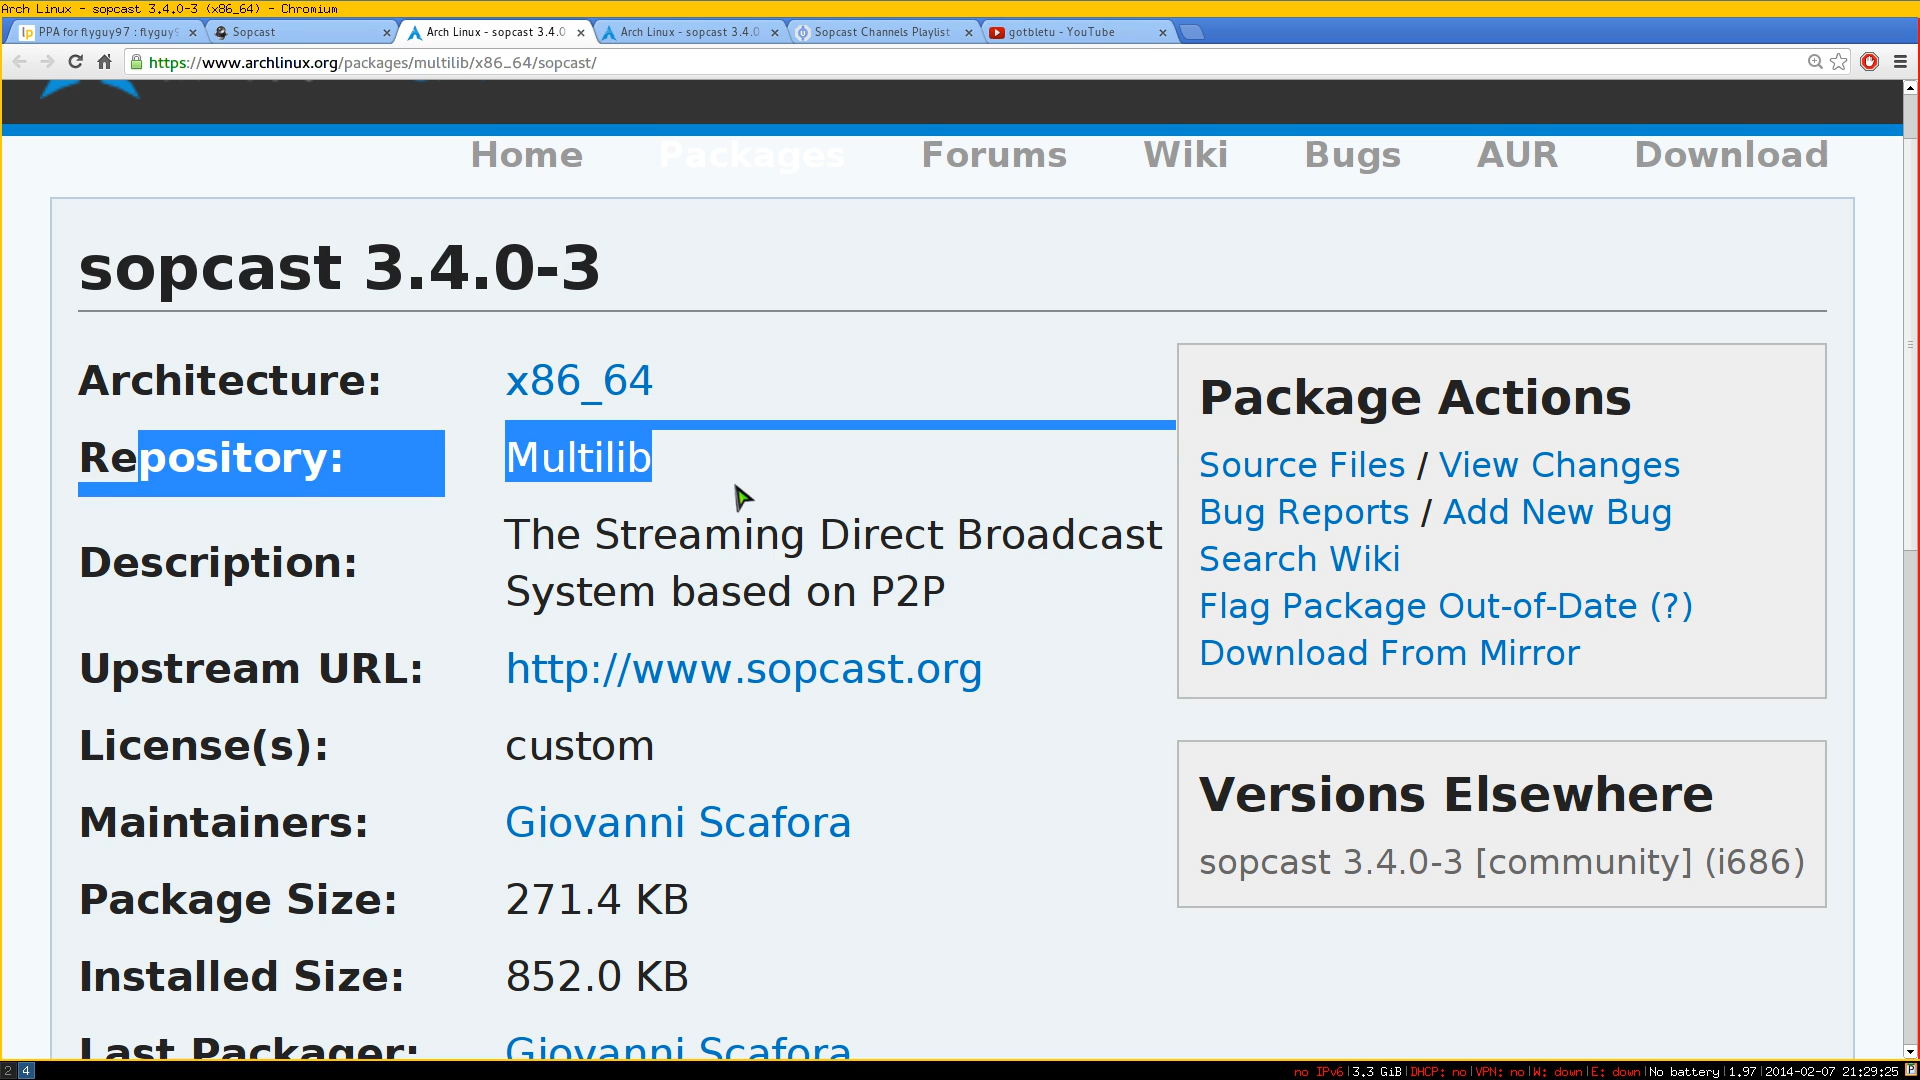 Arch Linux - sopcast 3.4.0-3 (x86_64) - Chromium
PPA for flyguy97 : flyguy9
Sopcast
Arch Linux - sopcast 3.4.0
Arch Linux - sopcast 3.4.0
Sopcast Channels Playlist
gotbletu - YouTube
https://www.archlinux.org/packages/multilib/x86_64/sopcast/
Home Packages Forums Wiki Bugs AUR Download
sopcast 3.4.0-3
Architecture: x86_64
Repository: Multilib
Description: The Streaming Direct Broadcast
System based on P2P
Upstream URL: http://www.sopcast.org
License(s): custom
Maintainers: Giovanni Scafora
Package Size: 271.4 KB
Installed Size: 852.0 KB
Last Packager: Giovanni Scafora
Package Actions
Source Files / View Changes
Bug Reports / Add New Bug
Search Wiki
Flag Package Out-of-Date (?)
Download From Mirror
Versions Elsewhere
sopcast 3.4.0-3 [community] (i686)
2 4
no IPv6|3.3 GiB|DHCP: no|VPN: no|W: down|E: down|No battery|1.97|2014-02-07 21:29:25